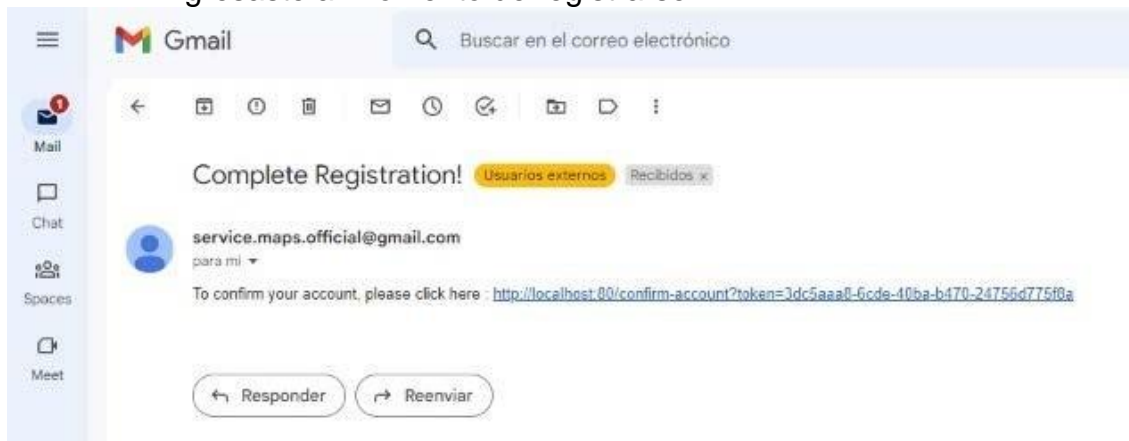 Gmail
Buscar en el correo electrónico
1
Mail
Complete Registration! Usuarios externos Recibidos x
Chat
service.maps.official@gmail.com
para mí
Spaces
To confirm your account, please click here : http://localhost:80/confirm-account?token=3dc5aaa8-6cde-40ba-b470-24756d775f8a
Meet
Responder Reenviar